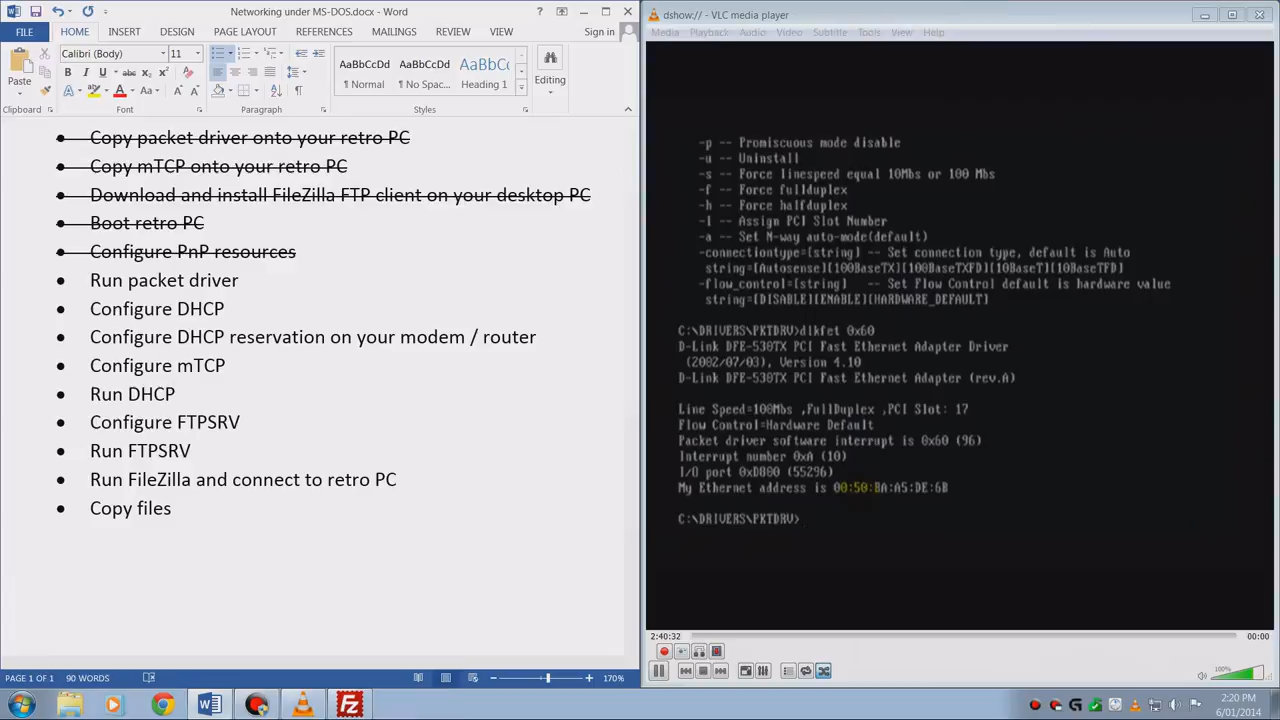 Networking under MS-DOS.docx - Word
FILE
HOME
INSERT
DESIGN
PAGE LAYOUT
REFERENCES
MAILINGS
REVIEW
VIEW
Sign in
Calibri (Body)
11
Paste
Clipboard
Font
Paragraph
AaBbCcDd
AaBbCcDd
AaBbCc
¶ Normal
¶ No Spac...
Heading 1
Styles
Editing
• Copy packet driver onto your retro PC
• Copy mTCP onto your retro PC
• Download and install FileZilla FTP client on your desktop PC
• Boot retro PC
• Configure PnP resources
• Run packet driver
• Configure DHCP
• Configure DHCP reservation on your modem / router
• Configure mTCP
• Run DHCP
• Configure FTPSRV
• Run FTPSRV
• Run FileZilla and connect to retro PC
• Copy files
PAGE 1 OF 1
90 WORDS
170%
dshow:// - VLC media player
Media Playback Audio Video Subtitle Tools View Help
-p -- Promiscuous mode disable
-u -- Uninstall
-s -- Force linespeed equal 10Mbs or 100 Mbs
-f -- Force fullduplex
-h -- Force halfduplex
-l -- Assign PCI Slot Number
-a -- Set N-way auto-mode(default)
-connectiontype=[string] -- Set connection type, default is Auto
string=[Autosense][100BaseTX][100BaseTXFD][10BaseT][10BaseTFD]
-flow_control=[string] -- Set Flow Control default is hardware value
string=[DISABLE][ENABLE][HARDWARE_DEFAULT]
C:\DRIVERS\PKTDRV>dlkfet 0x60
D-Link DFE-530TX PCI Fast Ethernet Adapter Driver
(2002/07/03), Version 4.10
D-Link DFE-530TX PCI Fast Ethernet Adapter (rev.A)
Line Speed=100Mbs ,FullDuplex ,PCI Slot: 17
Flow Control=Hardware Default
Packet driver software interrupt is 0x60 (96)
Interrupt number 0xA (10)
I/O port 0xD800 (55296)
My Ethernet address is 00:50:BA:A5:DE:6B
C:\DRIVERS\PKTDRV>
2:40:32
00:00
100%
2:20 PM
6/01/2014